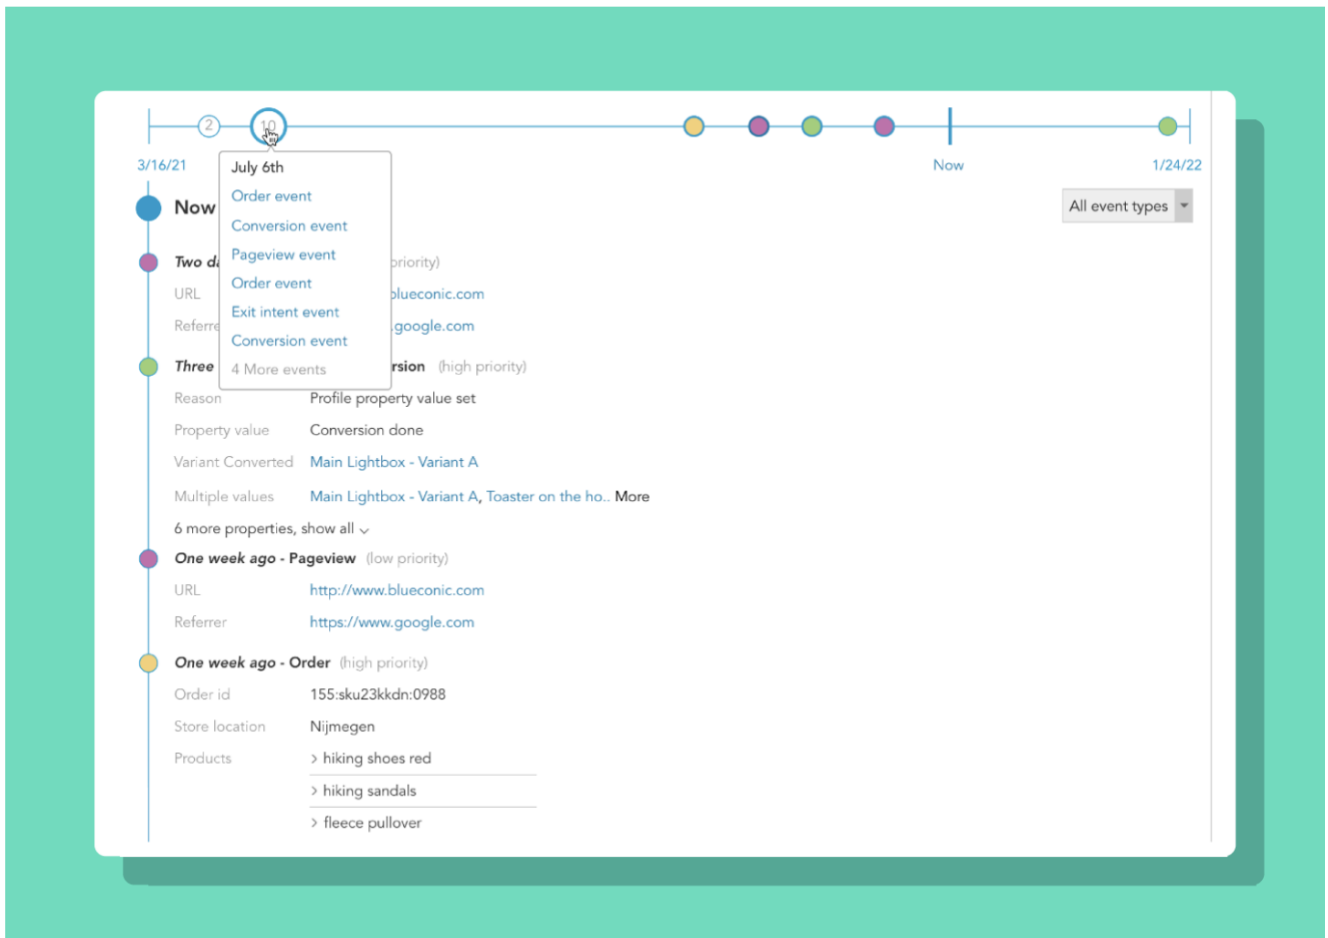 2
10
3/16/21
Now
1/24/22
July 6th
Order event
Conversion event
Pageview event
Order event
Exit intent event
Conversion event
4 More events
Now
All event types
Two priority)
URL blueconic.com
.google.com
Three (high priority)
Reason Profile property value set
Property value Conversion done
Variant Converted Main Lightbox - Variant A
Multiple values Main Lightbox - Variant A, Toaster on the ho.. More
6 more properties, show all
One week ago - Pageview (low priority)
URL http://www.blueconic.com
Referrer https://www.google.com
One week ago - Order (high priority)
Order id 155:sku23kkdn:0988
Store location Nijmegen
Products > hiking shoes red
> hiking sandals
> fleece pullover